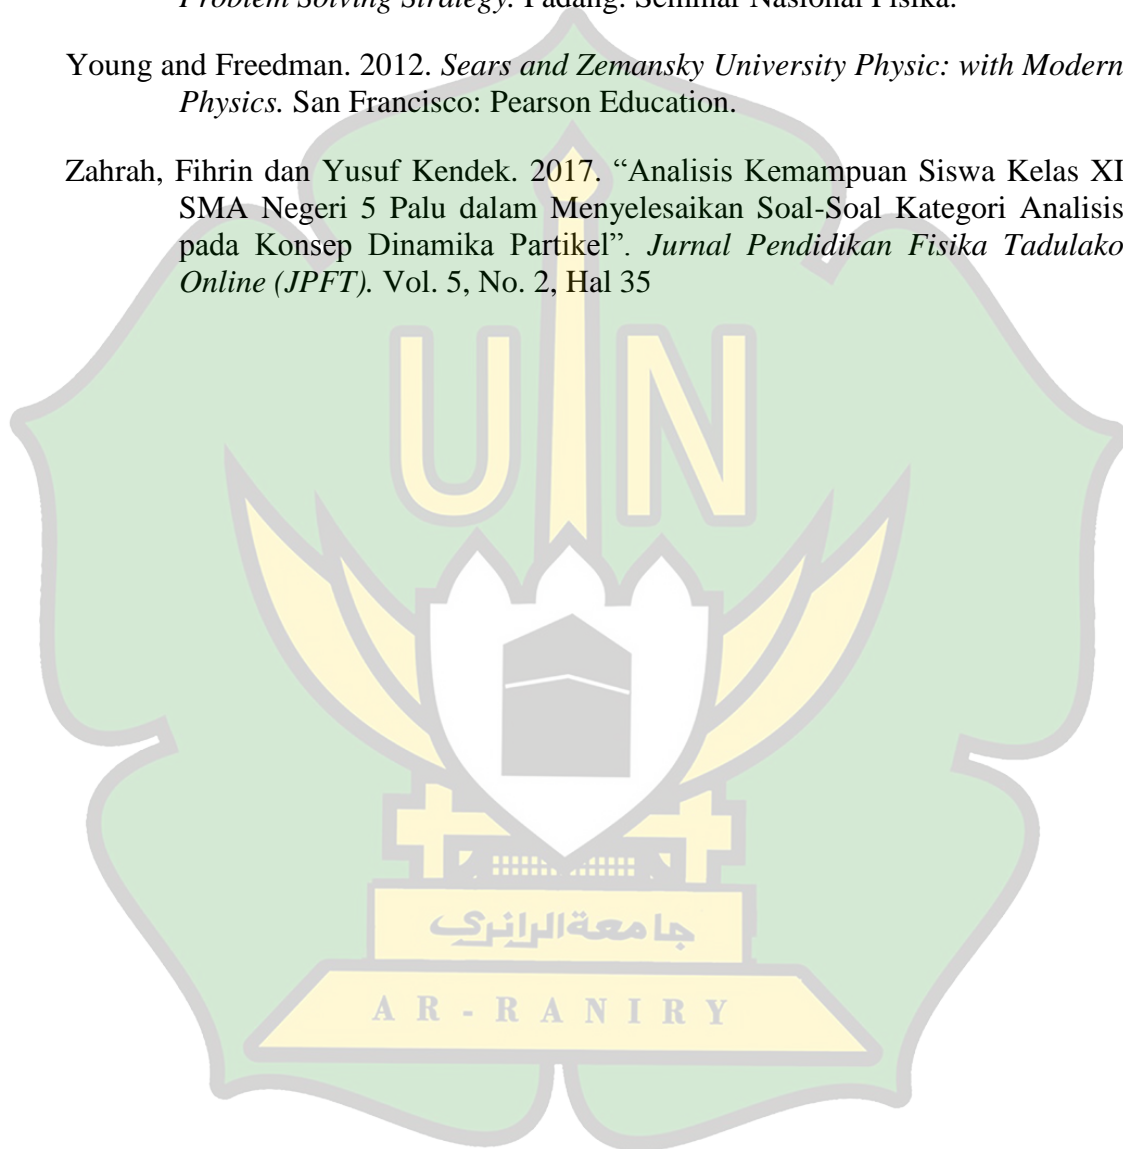 Problem Solving Strategy. Padang: Seminar Nasional Fisika.
Young and Freedman. 2012. Sears and Zemansky University Physic: with Modern
Physics. San Francisco: Pearson Education.
Zahrah, Fihrin dan Yusuf Kendek. 2017. “Analisis Kemampuan Siswa Kelas XI
SMA Negeri 5 Palu dalam Menyelesaikan Soal-Soal Kategori Analisis
pada Konsep Dinamika Partikel”. Jurnal Pendidikan Fisika Tadulako
Online (JPFT). Vol. 5, No. 2, Hal 35
UIN
جامعة الرانري
AR-RANIRY